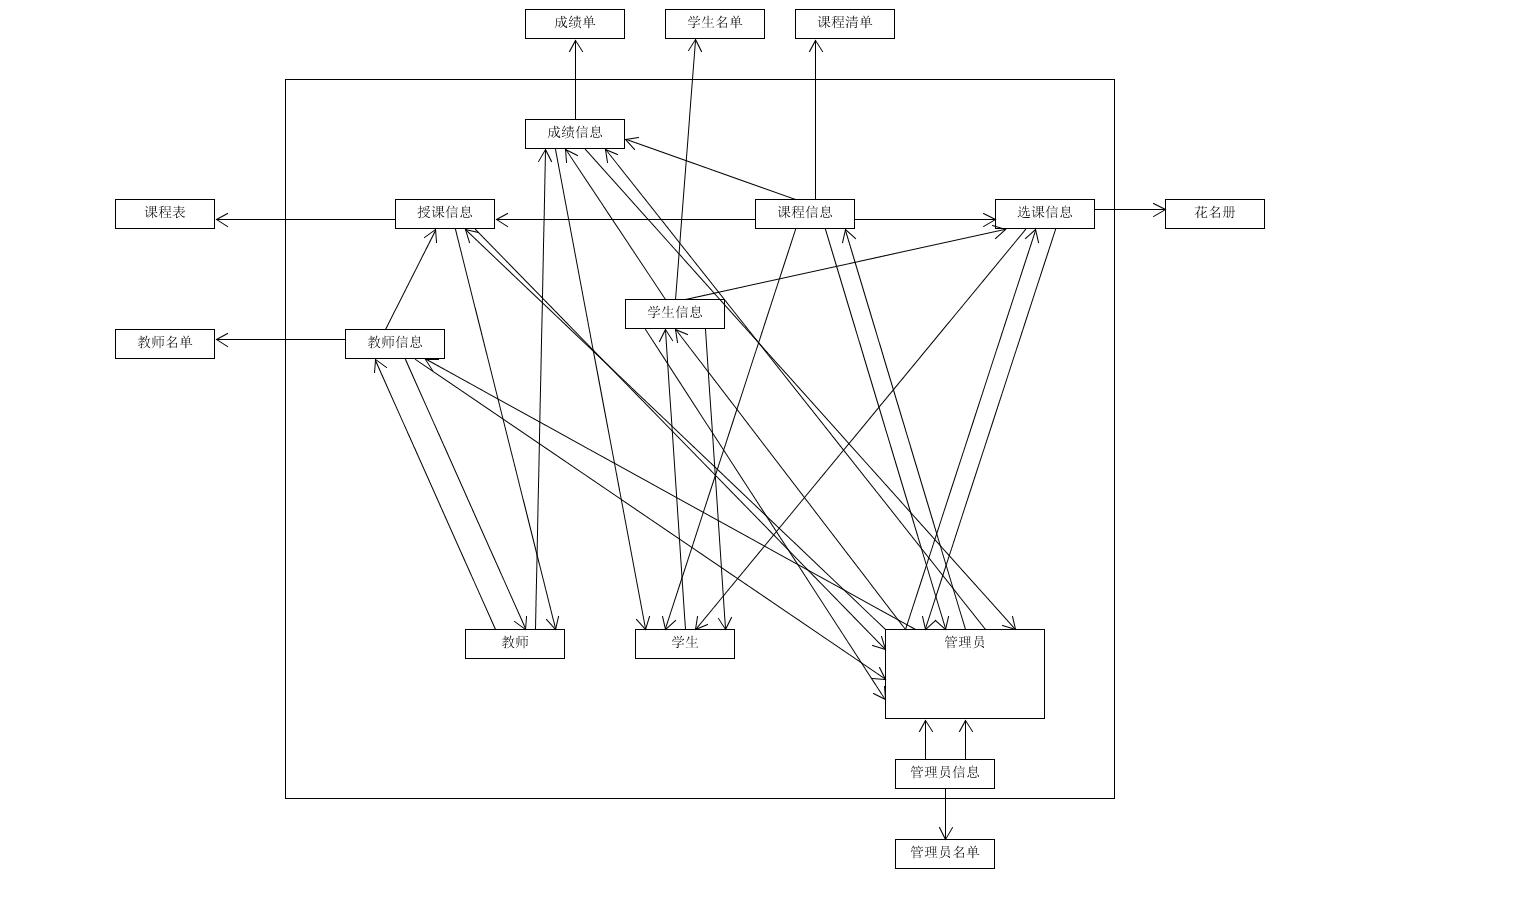 成绩单
学生名单
课程清单
成绩信息
课程表
授课信息
课程信息
选课信息
花名册
学生信息
教师名单
教师信息
教师
学生
管理员
管理员信息
管理员名单